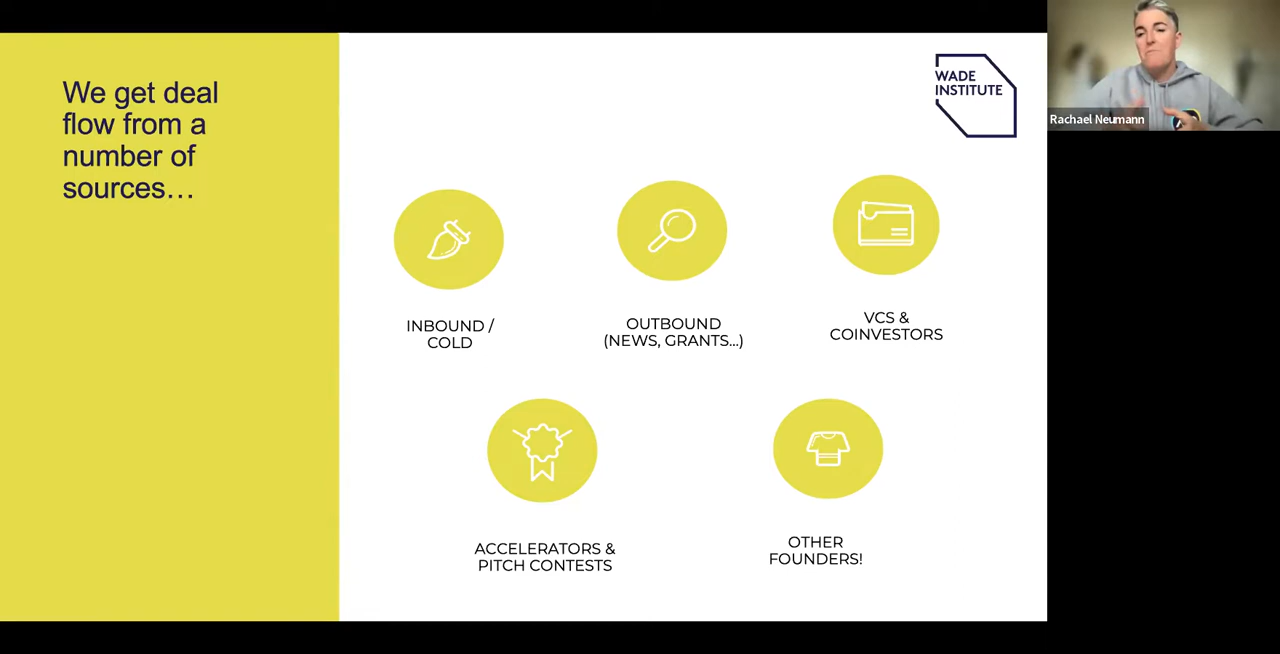 We get deal
flow from a
number of
sources…
WADE
INSTITUTE
Rachael Neumann
INBOUND /
COLD
OUTBOUND
(NEWS, GRANTS...)
VCS &
COINVESTORS
ACCELERATORS &
PITCH CONTESTS
OTHER
FOUNDERS!